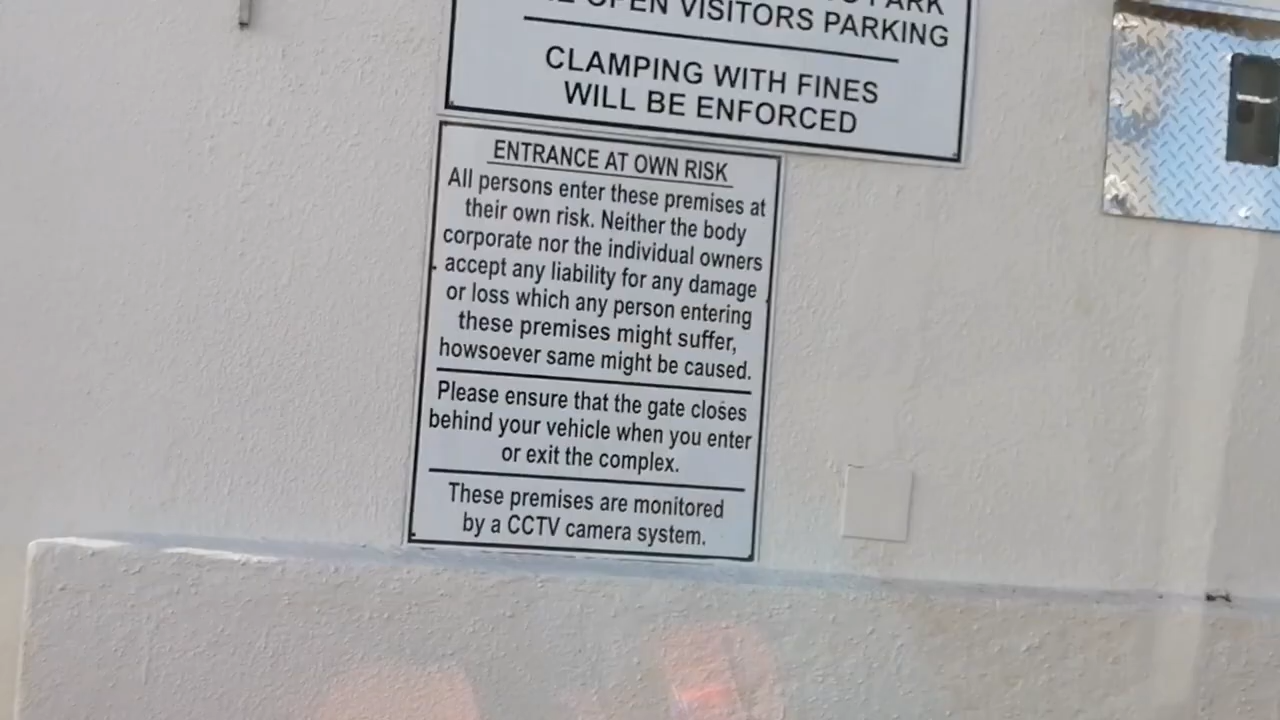 PARK
OPEN VISITORS PARKING
CLAMPING WITH FINES
WILL BE ENFORCED
ENTRANCE AT OWN RISK
All persons enter these premises at
their own risk. Neither the body
corporate nor the individual owners
accept any liability for any damage
or loss which any person entering
these premises might suffer,
howsoever same might be caused.
Please ensure that the gate closes
behind your vehicle when you enter
or exit the complex.
These premises are monitored
by a CCTV camera system.